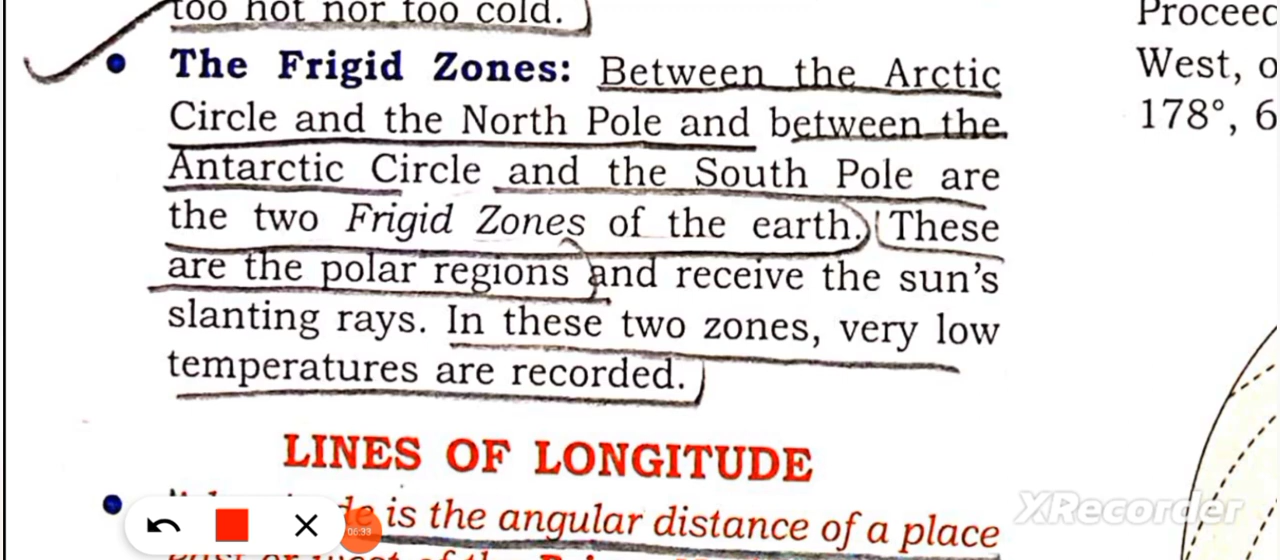 too hot nor too cold.
• The Frigid Zones: Between the Arctic
Circle and the North Pole and between the
Antarctic Circle and the South Pole are
the two Frigid Zones of the earth. These
are the polar regions and receive the sun's
slanting rays. In these two zones, very low
temperatures are recorded.
LINES OF LONGITUDE
• is the angular distance of a place
West,
178°,
XRecorder
06:33